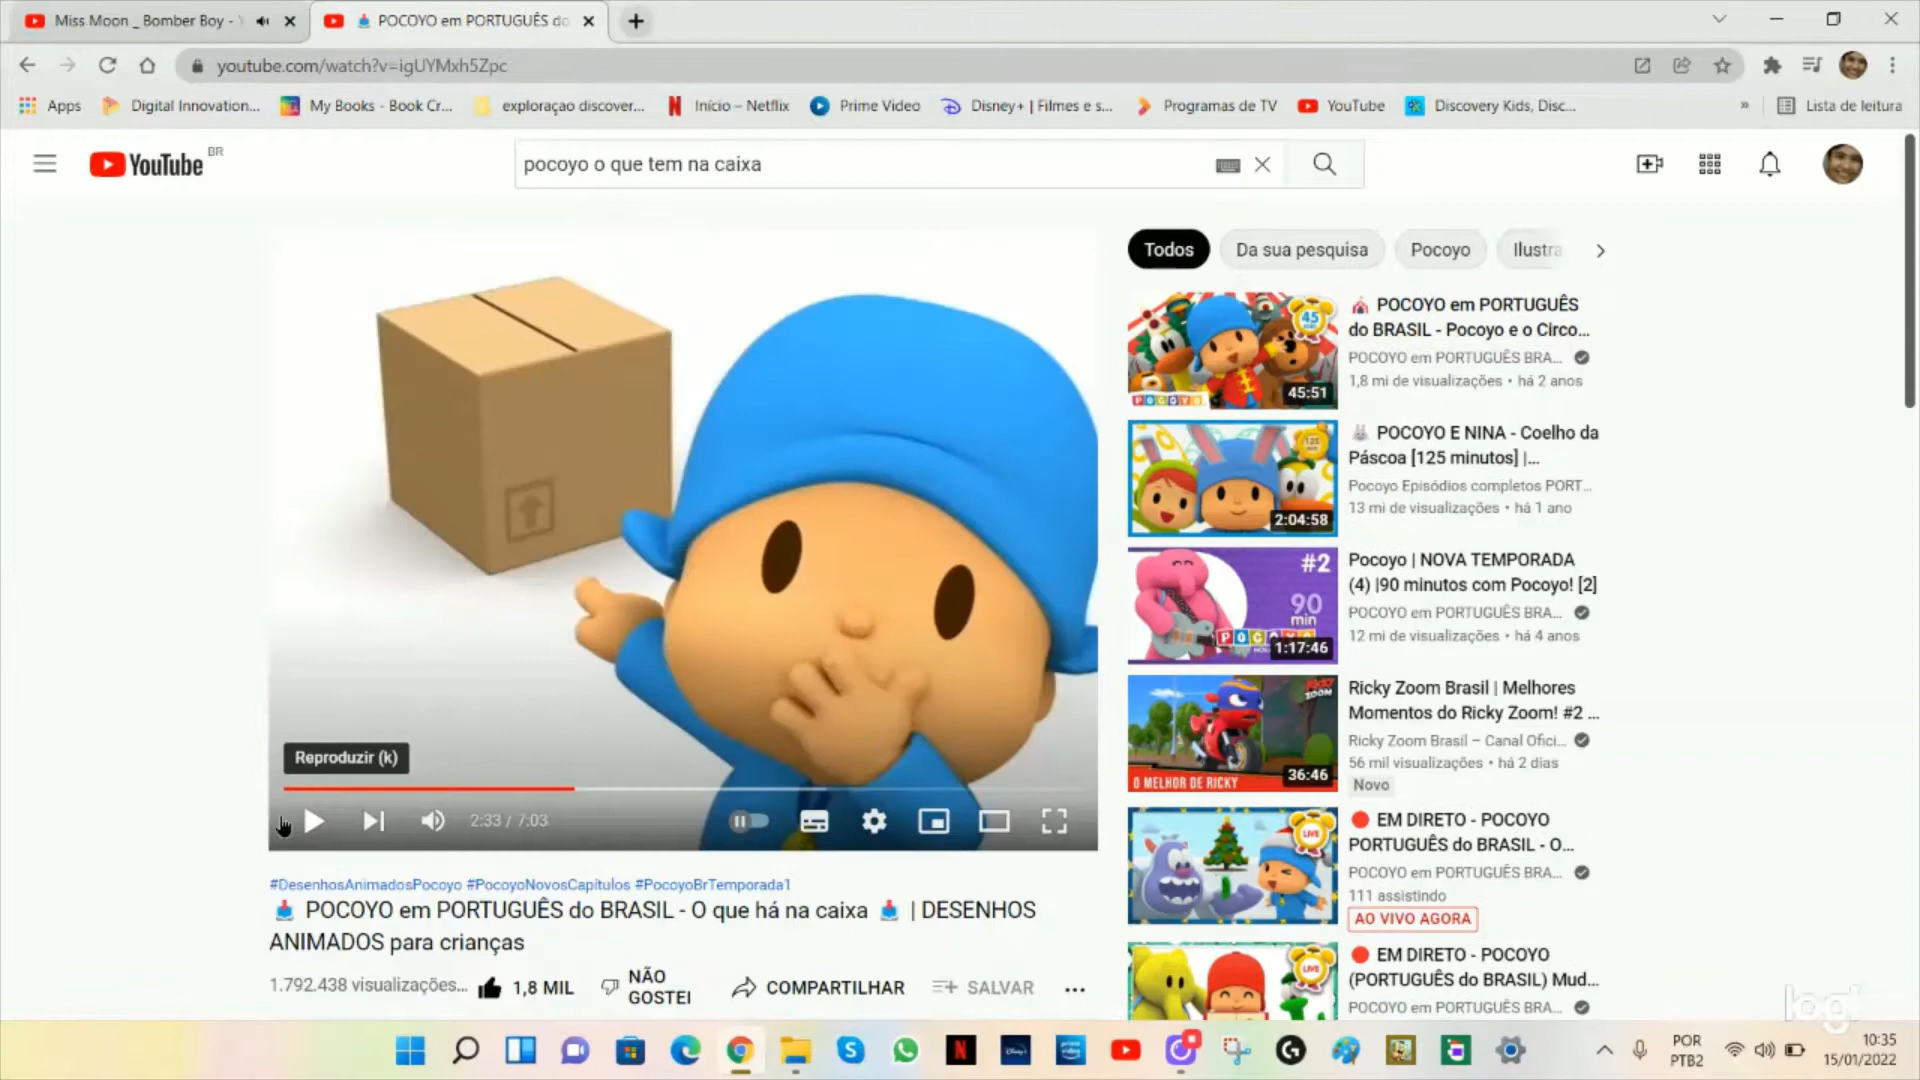 Miss Moon _ Bomber Boy -
POCOYO em PORTUGUÊS do
youtube.com/watch?v=igUYMxh5Zpc
Apps
Digital Innovation...
My Books - Book Cr...
exploraçao discover...
Início – Netflix
Prime Video
Disney+ | Filmes e s...
Programas de TV
YouTube
Discovery Kids, Disc...
»
Lista de leitura
YouTube BR
pocoyo o que tem na caixa
Todos
Da sua pesquisa
Pocoyo
Ilustra
Reproduzir (k)
2:33 / 7:03
#DesenhosAnimadosPocoyo #PocoyoNovosCapítulos #PocoyoBrTemporada1
POCOYO em PORTUGUÊS do BRASIL - O que há na caixa | DESENHOS
ANIMADOS para crianças
1.792.438 visualizações...
1,8 MIL
NÃO
GOSTEI
COMPARTILHAR
SALVAR
45
POCOYO
45:51
POCOYO em PORTUGUÊS
do BRASIL - Pocoyo e o Circo...
POCOYO em PORTUGUÊS BRA...
1,8 mi de visualizações • há 2 anos
125
2:04:58
POCOYO E NINA - Coelho da
Páscoa [125 minutos] |...
Pocoyo Episódios completos PORT...
13 mi de visualizações • há 1 ano
#2
90
min
POCOYO
1:17:46
Pocoyo | NOVA TEMPORADA
(4) |90 minutos com Pocoyo! [2]
POCOYO em PORTUGUÊS BRA...
12 mi de visualizações • há 4 anos
RICKY
ZOOM
O MELHOR DE RICKY
36:46
Ricky Zoom Brasil | Melhores
Momentos do Ricky Zoom! #2 ...
Ricky Zoom Brasil – Canal Ofici...
56 mil visualizações • há 2 dias
Novo
LIVE
EM DIRETO - POCOYO
PORTUGUÊS do BRASIL - O...
POCOYO em PORTUGUÊS BRA...
111 assistindo
AO VIVO AGORA
LIVE
EM DIRETO - POCOYO
(PORTUGUÊS do BRASIL) Mud...
POCOYO em PORTUGUÊS BRA...
logi
POR
PTB2
10:35
15/01/2022